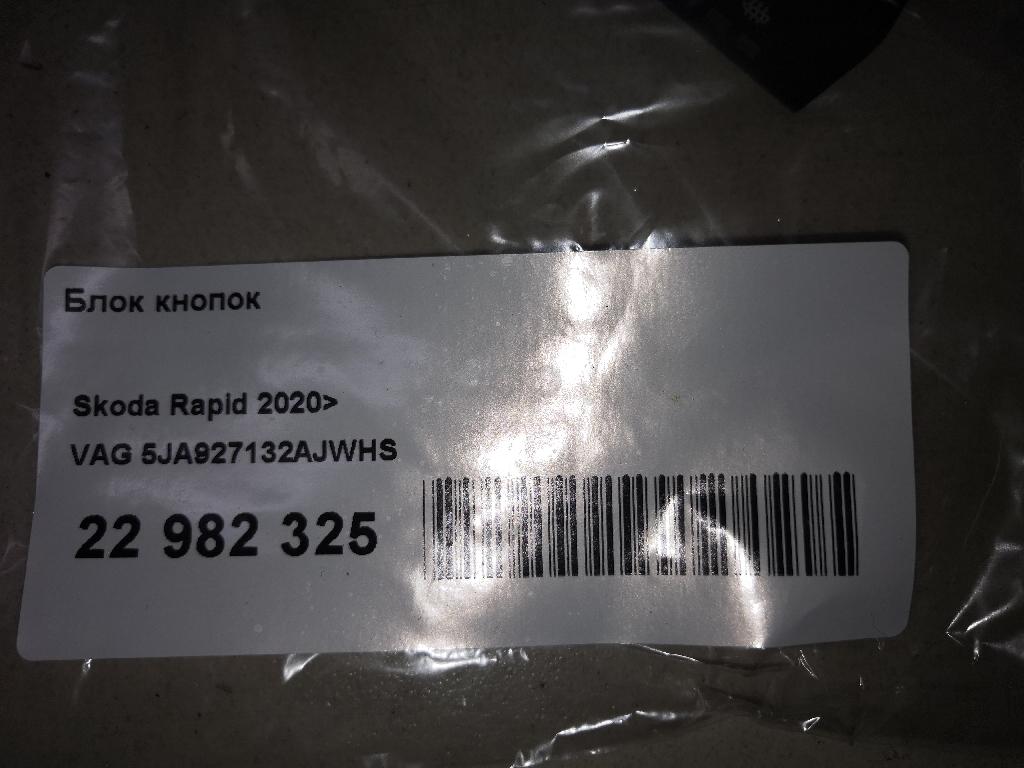 Блок кнопок
Skoda Rapid 2020>
VAG 5JA927132AJWHS
22 982 325